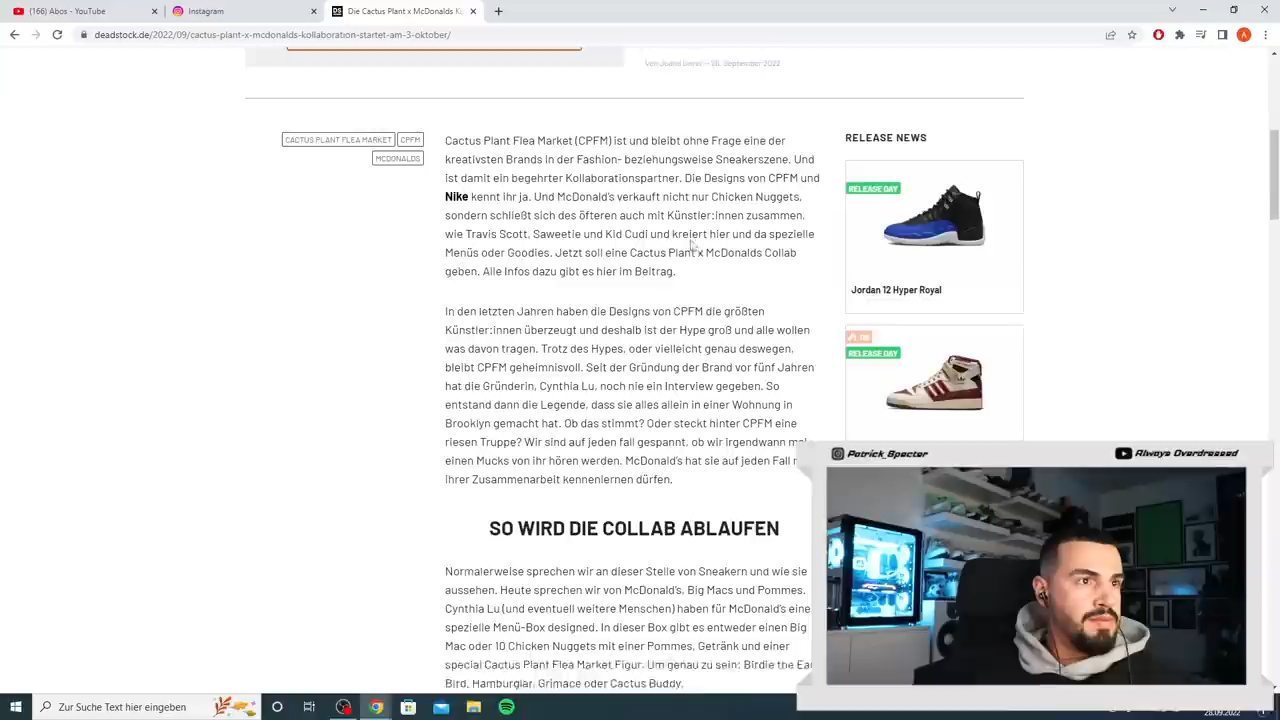 (166) Aos - YouTube
Instagram
Die Cactus Plant x McDonalds K
deadstock.de/2022/09/cactus-plant-x-mcdonalds-kollaboration-startet-am-3-oktober/
A
28. September 2022
CACTUS PLANT FLEA MARKET
CPFM
MCDONALDS
Cactus Plant Flea Market (CPFM) ist und bleibt ohne Frage eine der
kreativsten Brands in der Fashion- beziehungsweise Sneakerszene. Und
ist damit ein begehrter Kollaborationspartner. Die Designs von CPFM und
Nike kennt ihr ja. Und McDonald's verkauft nicht nur Chicken Nuggets,
sondern schließt sich des öfteren auch mit Künstler:innen zusammen,
wie Travis Scott, Saweetie und Kid Cudi und kreiert hier und da spezielle
Menüs oder Goodies. Jetzt soll eine Cactus Plant x McDonalds Collab
geben. Alle Infos dazu gibt es hier im Beitrag.
In den letzten Jahren haben die Designs von CPFM die größten
Künstler:innen überzeugt und deshalb ist der Hype groß und alle wollen
was davon tragen. Trotz des Hypes, oder vielleicht genau deswegen,
bleibt CPFM geheimnisvoll. Seit der Gründung der Brand vor fünf Jahren
hat die Gründerin, Cynthia Lu, noch nie ein Interview gegeben. So
entstand dann die Legende, dass sie alles allein in einer Wohnung in
Brooklyn gemacht hat. Ob das stimmt? Oder steckt hinter CPFM eine
riesen Truppe? Wir sind auf jeden fall gespannt, ob wir irgendwann
einen Mucks von ihr hören werden. McDonald's hat sie auf jeden Fall
Ihrer Zusammenarbeit kennenlernen dürfen.
SO WIRD DIE COLLAB ABLAUFEN
Normalerweise sprechen wir an dieser Stelle von Sneakern und wie sie
aussehen. Heute sprechen wir von McDonald's, Big Macs und Pommes.
Cynthia Lu (und eventuell weitere Menschen) haben für McDonald's eine
spezielle Menü-Box designed. In dieser Box gibt es entweder einen Big
Mac oder 10 Chicken Nuggets mit einer Pommes, Getränk und einer
special Cactus Plant Flea Market Figur. Um genau zu sein: Birdie the
Bird, Hamburglar, Grimace oder Cactus Buddy.
RELEASE NEWS
RELEASE DAY
Jordan 12 Hyper Royal
RELEASE DAY
Patrick_Specter
Always Overdressed
Zur Suche Text hier eingeben
28.09.2022